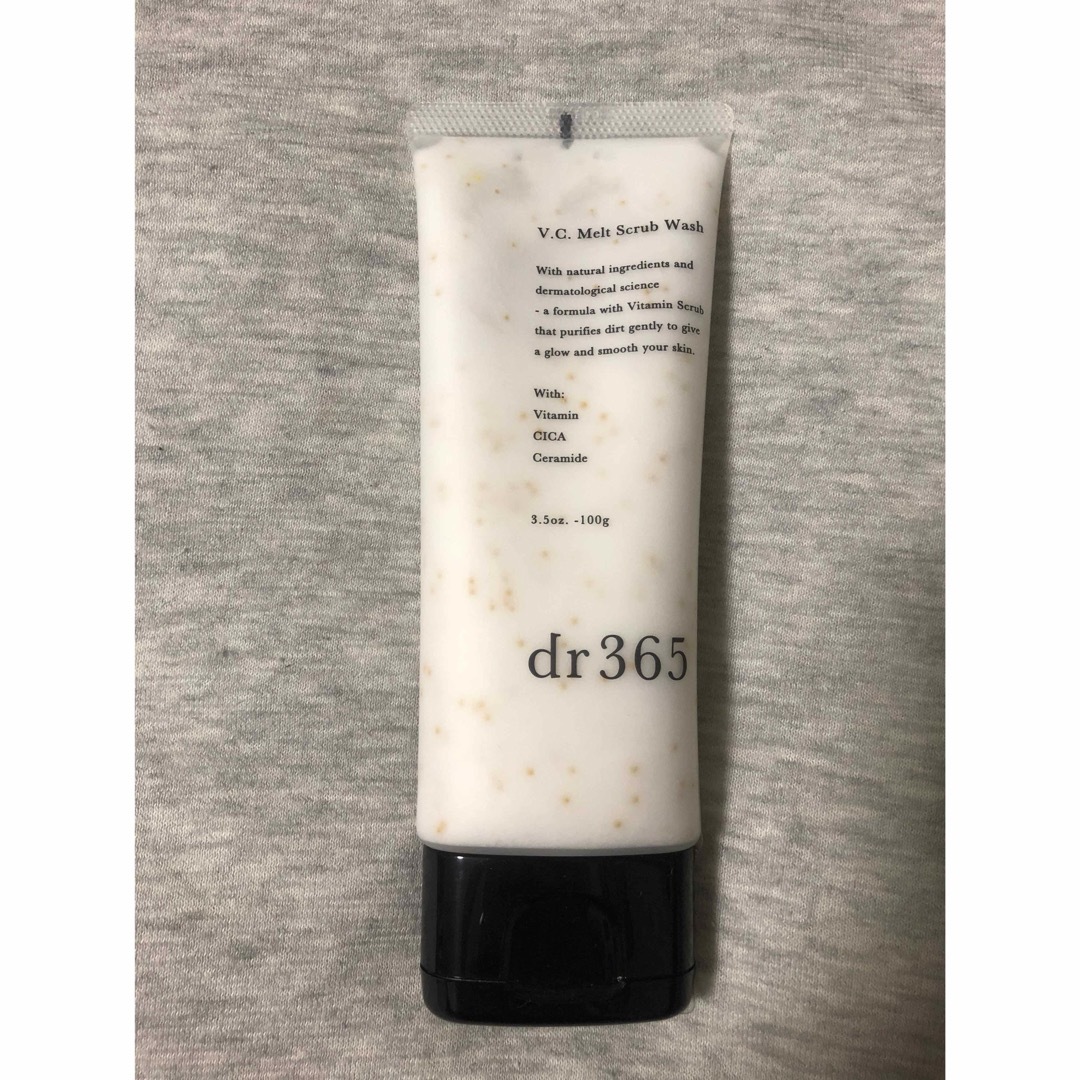 V.C. Melt Scrub Wash
With natural ingredients and
dermatological science
- a formula with Vitamin Scrub
that purifies dirt gently to give
a glow and smooth your skin.
With:
Vitamin
CICA
Ceramide
3.5oz. -100g
dr365